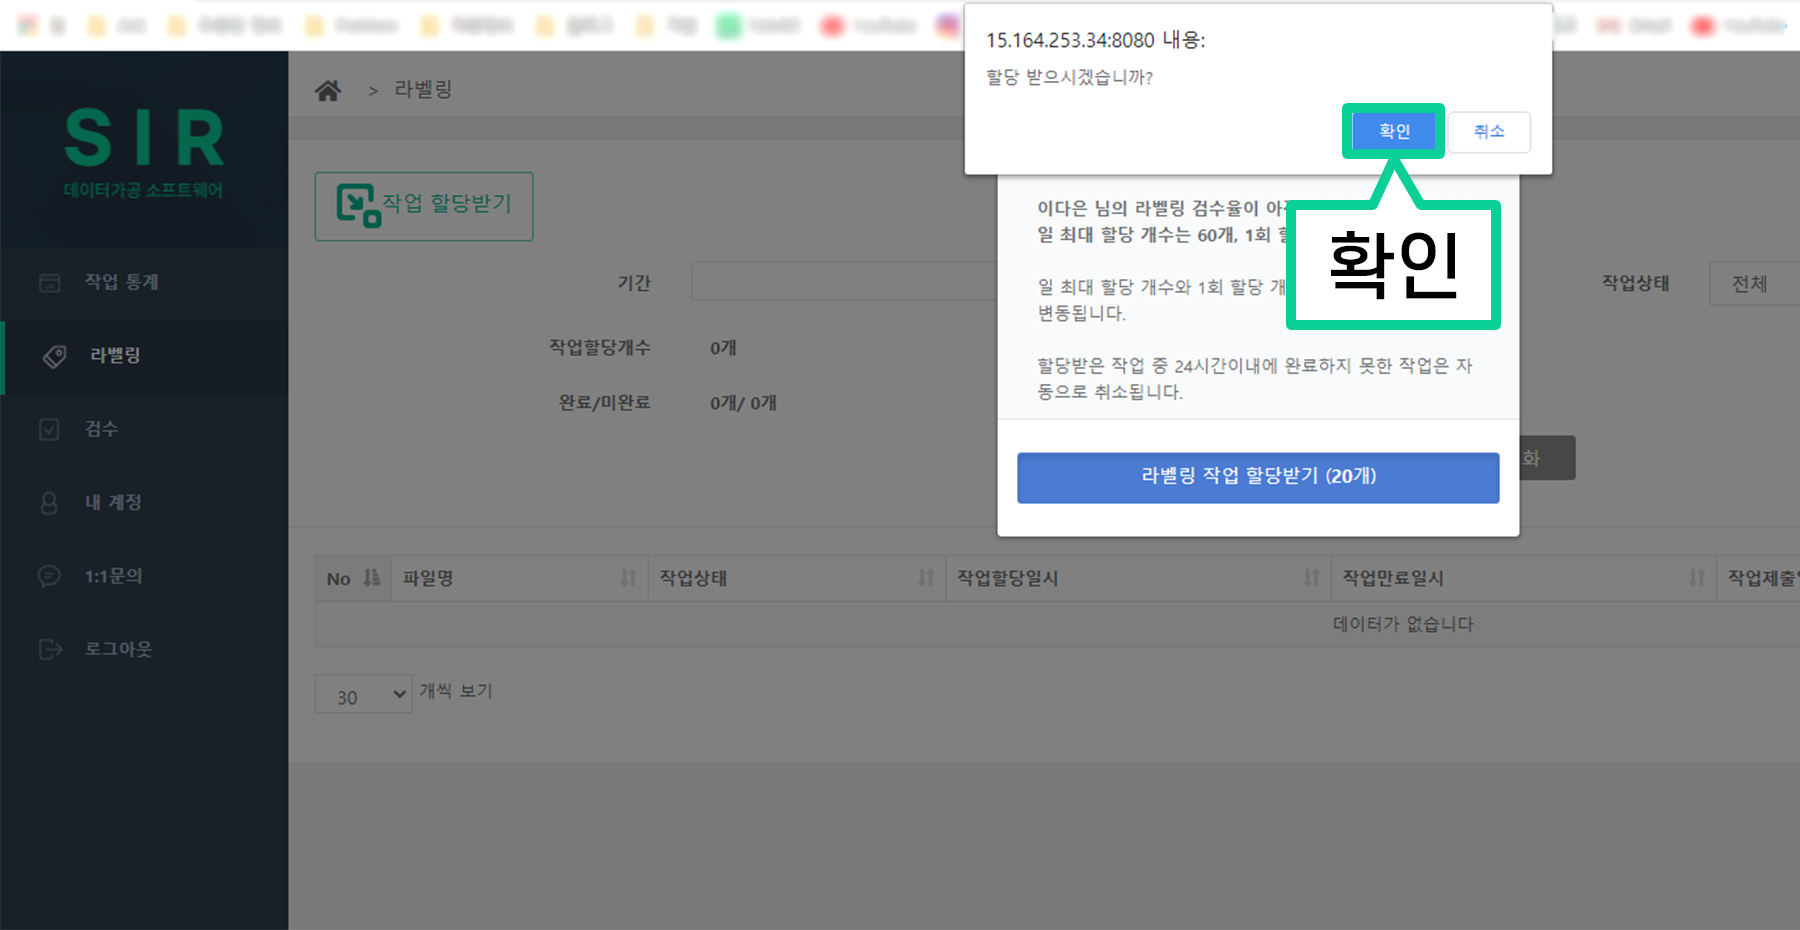 15.164.253.34:8080 내용:
할당 받으시겠습니까?
확인
취소
확인
> 라벨링
SIR
데이터가공 소프트웨어
작업 통계
라벨링
검수
내 계정
1:1문의
로그아웃
작업 할당받기
기간
작업상태
전체
작업할당개수
0개
완료/미완료
0개/ 0개
이다은 님의 라벨링 검수율이
일 최대 할당 개수는 60개, 1회
일 최대 할당 개수와 1회 할당
변동됩니다.
할당받은 작업 중 24시간이내에 완료하지 못한 작업은 자
동으로 취소됩니다.
라벨링 작업 할당받기 (20개)
화
No
파일명
작업상태
작업할당일시
작업만료일시
작업제출
데이터가 없습니다
30
개씩 보기